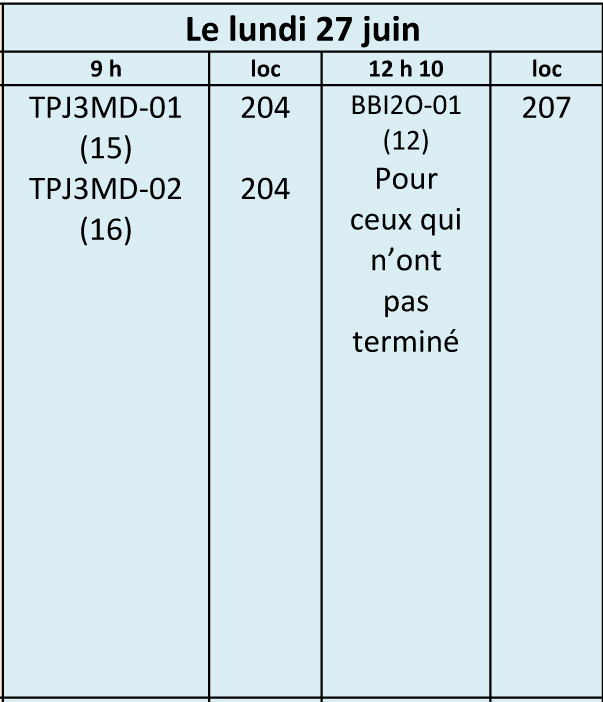 Le lundi 27 juin
9 h loc 12 h 10 loc
TPJ3MD-01 204 BBI2O-01 207
(15) (12)
TPJ3MD-02 204 Pour
(16) ceux qui
n’ont
pas
terminé